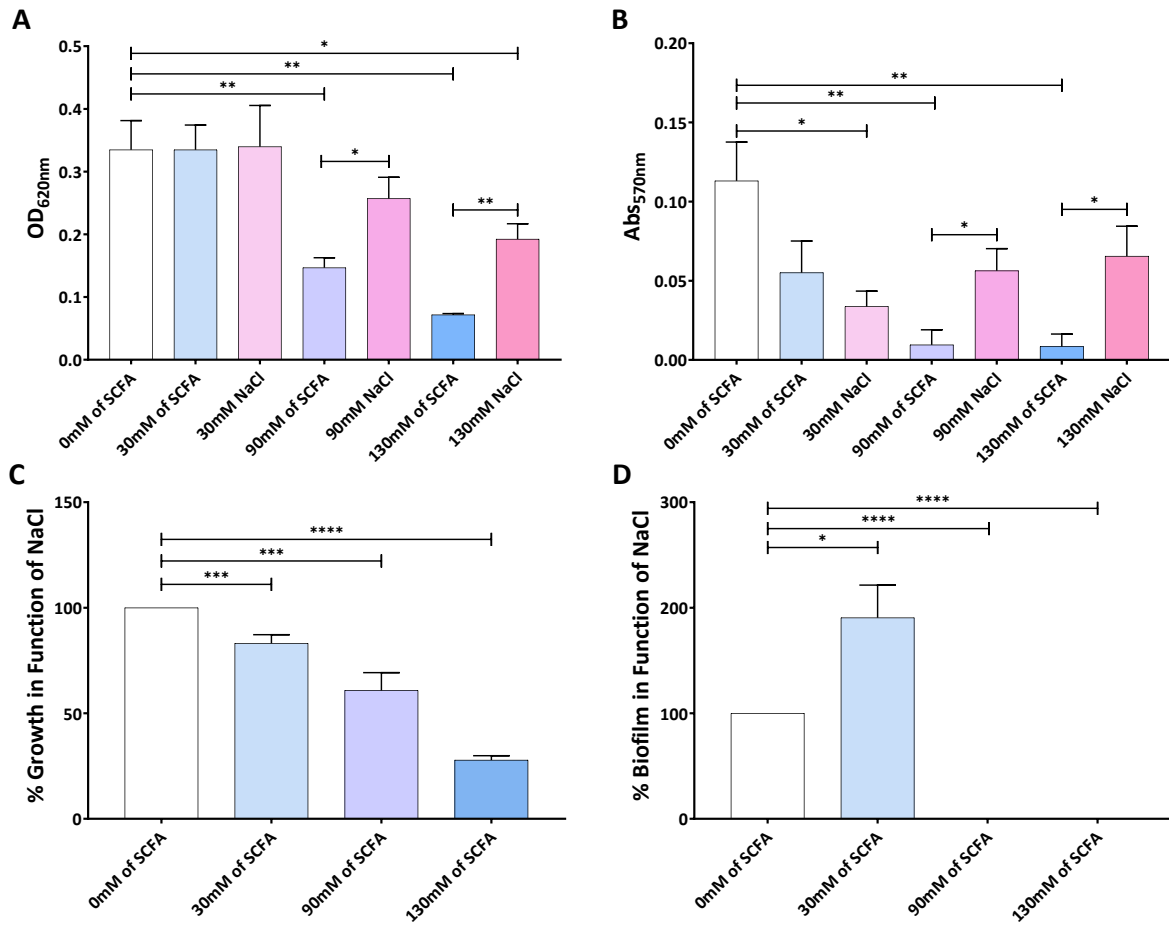 A
OD620nm
0.5
0.4
0.3
0.2
0.1
0.0
*
**
**
*
**
0mM of SCFA
30mM of SCFA
30mM NaCl
90mM of SCFA
90mM NaCl
130mM of SCFA
130mM NaCl
B
Abs570nm
0.20
0.15
0.10
0.05
0.00
**
**
*
*
*
0mM of SCFA
30mM of SCFA
30mM NaCl
90mM of SCFA
90mM NaCl
130mM of SCFA
130mM NaCl
C
% Growth in Function of NaCl
150
100
50
0
****
***
***
0mM of SCFA
30mM of SCFA
90mM of SCFA
130mM of SCFA
D
% Biofilm in Function of NaCl
300
200
100
0
****
****
*
0mM of SCFA
30mM of SCFA
90mM of SCFA
130mM of SCFA